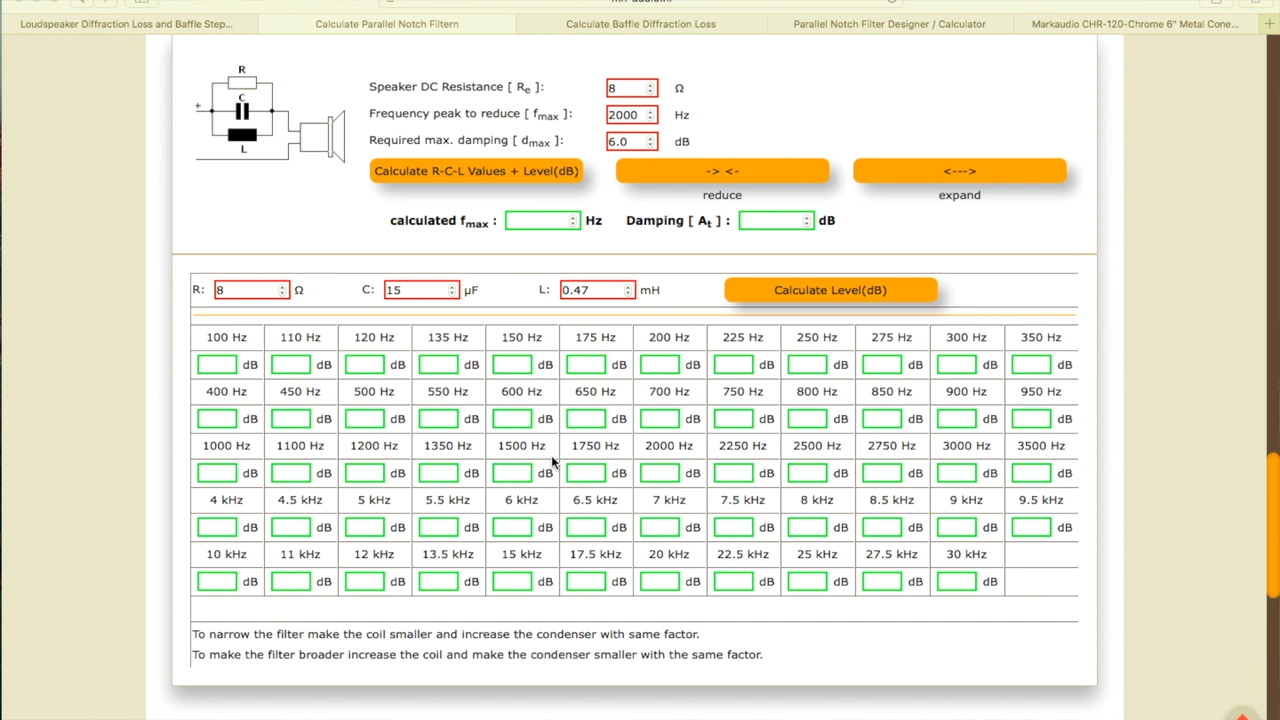 Loudspeaker Diffraction Loss and Baffle Step... Calculate Parallel Notch Filtern Calculate Baffle Diffraction Loss Parallel Notch Filter Designer / Calculator Markaudio CHR-120-Chrome 6" Metal Cone...
R
C
+
L
Speaker DC Resistance [ Re ]: 8 Ω
Frequency peak to reduce [ fmax ]: 2000 Hz
Required max. damping [ dmax ]: 6.0 dB
Calculate R-C-L Values + Level(dB) -> <- <--->
reduce expand
calculated fmax : Hz Damping [ At ] : dB
R: 8 Ω C: 15 µF L: 0.47 mH Calculate Level(dB)
100 Hz 110 Hz 120 Hz 135 Hz 150 Hz 175 Hz 200 Hz 225 Hz 250 Hz 275 Hz 300 Hz 350 Hz
dB dB dB dB dB dB dB dB dB dB dB dB
400 Hz 450 Hz 500 Hz 550 Hz 600 Hz 650 Hz 700 Hz 750 Hz 800 Hz 850 Hz 900 Hz 950 Hz
dB dB dB dB dB dB dB dB dB dB dB dB
1000 Hz 1100 Hz 1200 Hz 1350 Hz 1500 Hz 1750 Hz 2000 Hz 2250 Hz 2500 Hz 2750 Hz 3000 Hz 3500 Hz
dB dB dB dB dB dB dB dB dB dB dB dB
4 kHz 4.5 kHz 5 kHz 5.5 kHz 6 kHz 6.5 kHz 7 kHz 7.5 kHz 8 kHz 8.5 kHz 9 kHz 9.5 kHz
dB dB dB dB dB dB dB dB dB dB dB dB
10 kHz 11 kHz 12 kHz 13.5 kHz 15 kHz 17.5 kHz 20 kHz 22.5 kHz 25 kHz 27.5 kHz 30 kHz
dB dB dB dB dB dB dB dB dB dB dB
To narrow the filter make the coil smaller and increase the condenser with same factor.
To make the filter broader increase the coil and make the condenser smaller with the same factor.